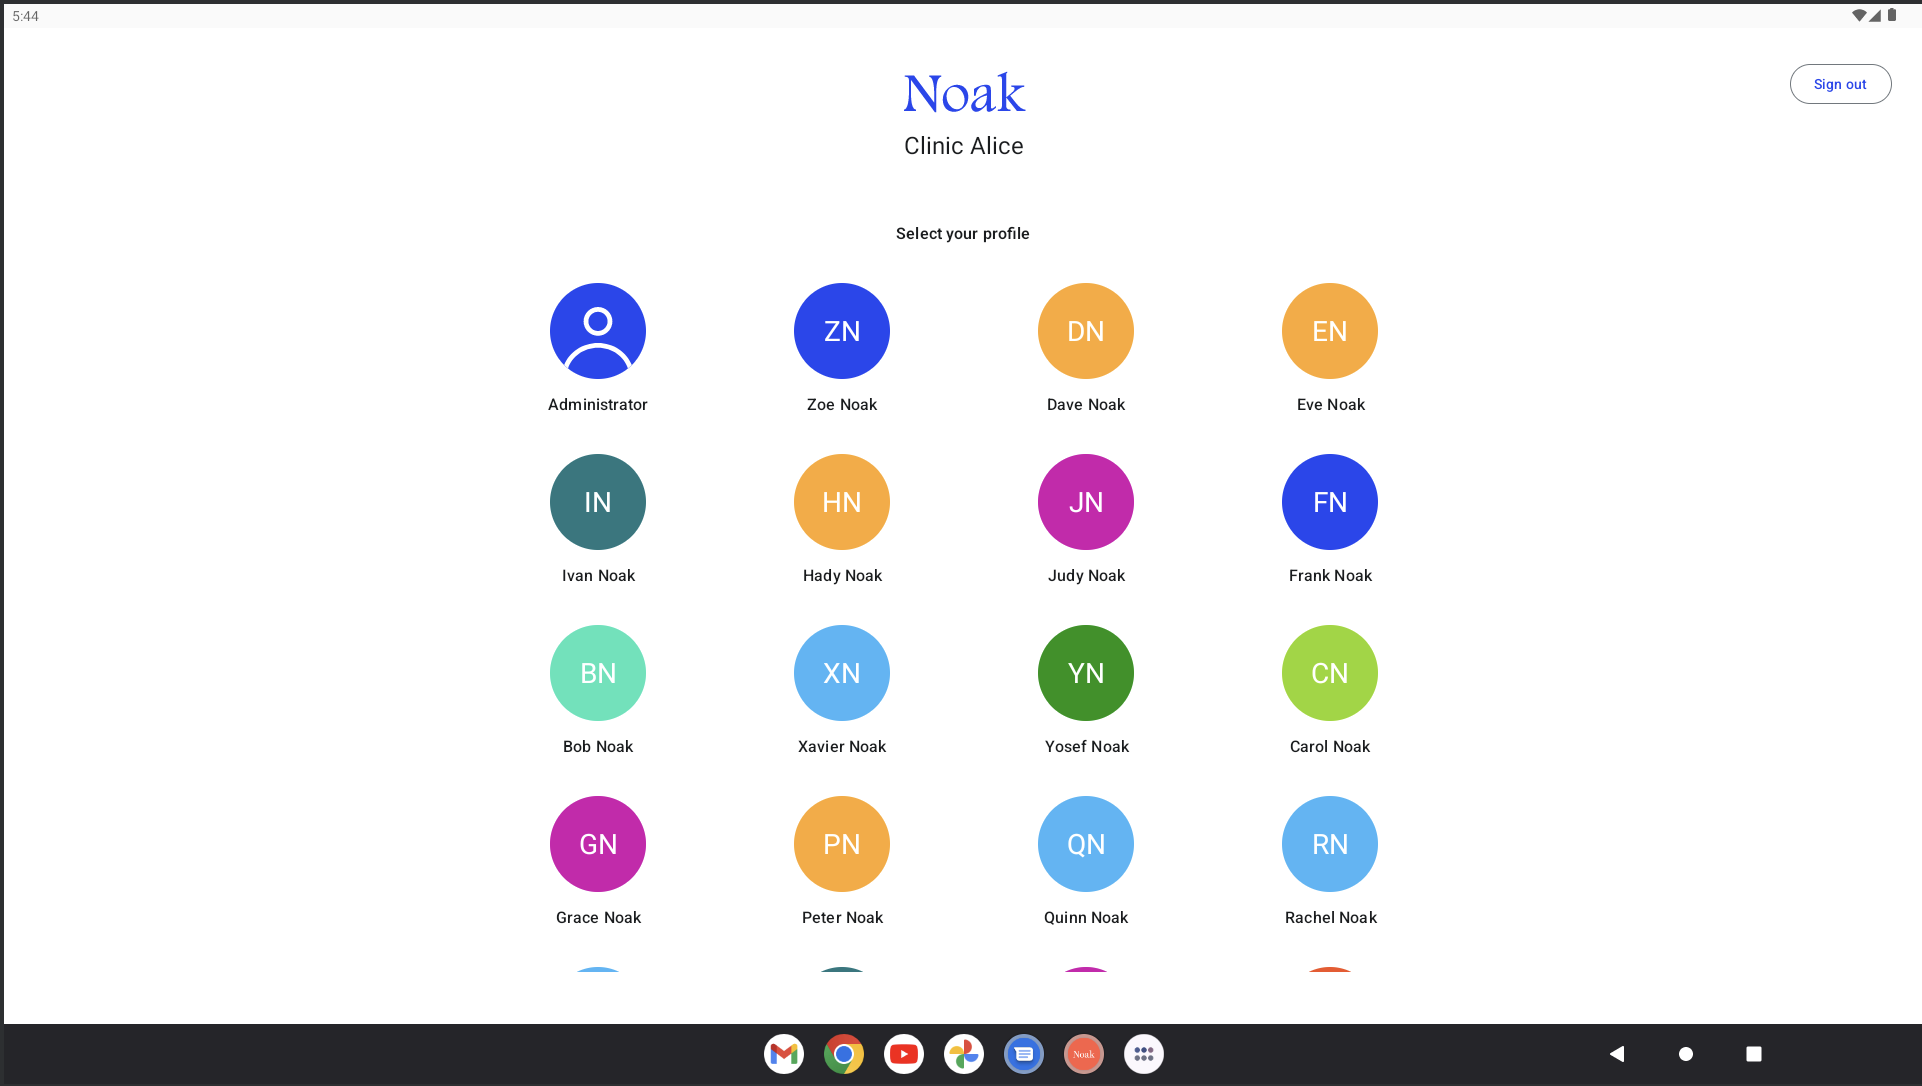 5:44
Noak
Sign out
Clinic Alice
Select your profile
ZN DN EN
Administrator Zoe Noak Dave Noak Eve Noak
IN HN JN FN
Ivan Noak Hady Noak Judy Noak Frank Noak
BN XN YN CN
Bob Noak Xavier Noak Yosef Noak Carol Noak
GN PN QN RN
Grace Noak Peter Noak Quinn Noak Rachel Noak
Noak